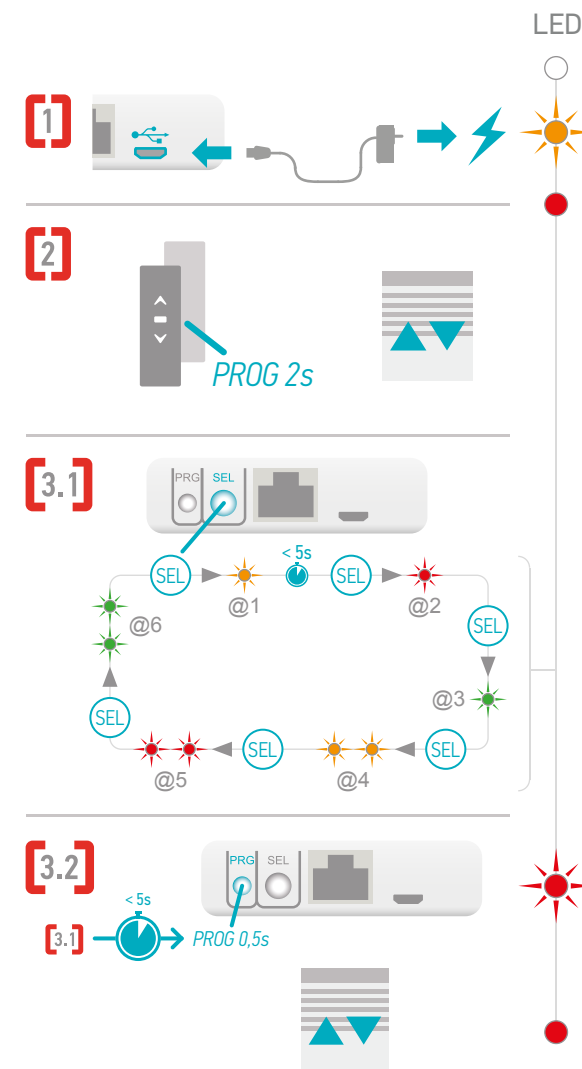 LED
[1]
[2]
PROG 2s
[3.1]
PRG SEL
SEL @1 < 5s SEL @2
SEL
@3
SEL
@4
SEL
@5
SEL
@6
[3.2]
PRG SEL
< 5s
[3.1]
PROG 0,5s